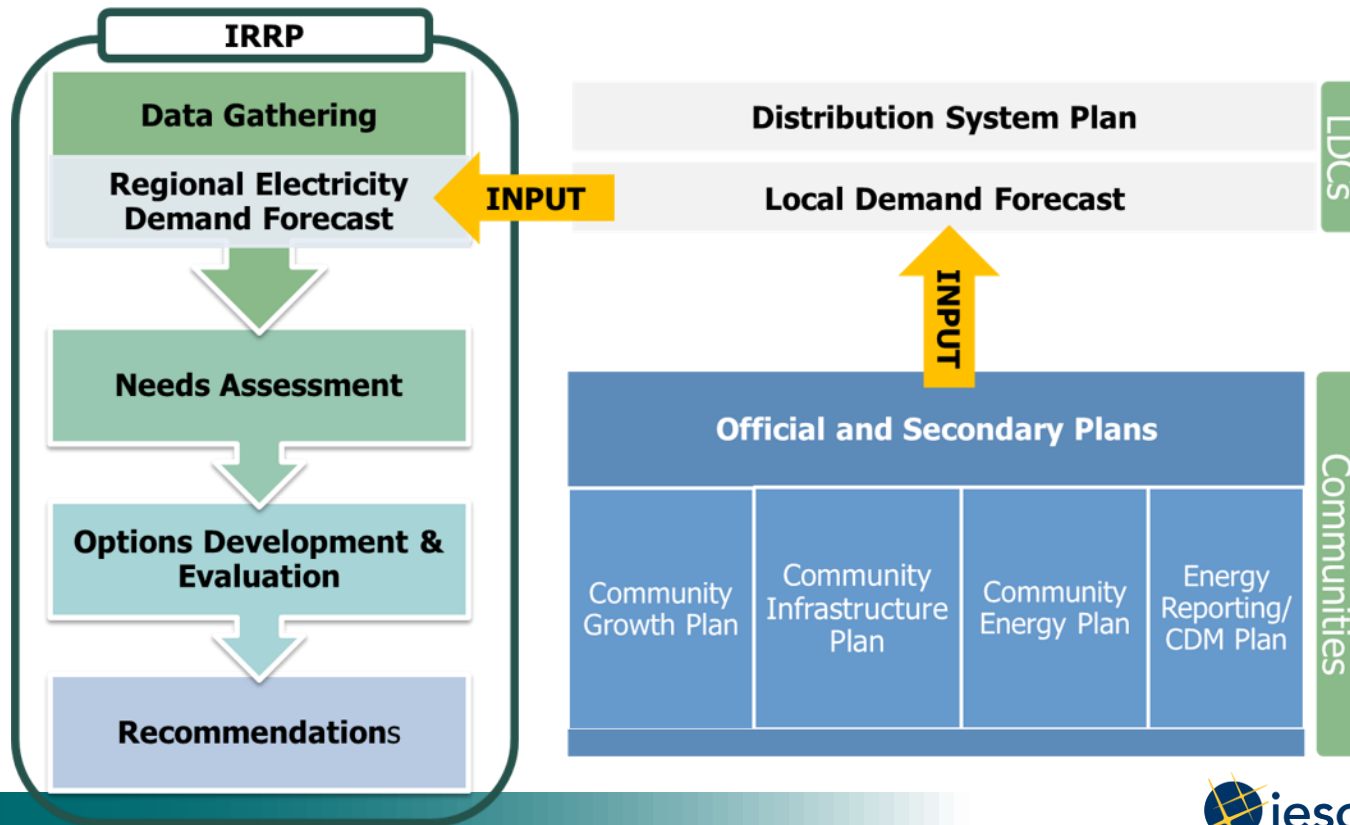 IRRP
Data Gathering
Regional Electricity
Demand Forecast
Needs Assessment
Options Development &
Evaluation
Recommendations
INPUT
Distribution System Plan
Local Demand Forecast
LDCs
INPUT
Official and Secondary Plans
Community
Growth Plan
Community
Infrastructure
Plan
Community
Energy Plan
Energy
Reporting/
CDM Plan
Communities